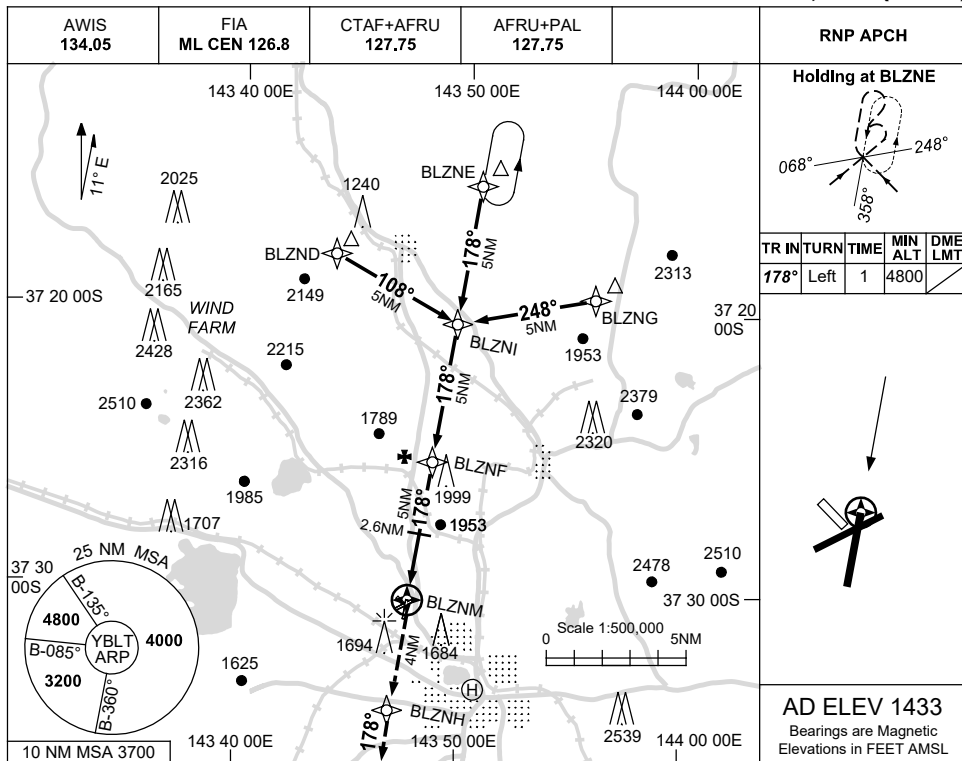 AWIS
134.05
FIA
ML CEN 126.8
CTAF+AFRU
127.75
AFRU+PAL
127.75
RNP APCH
143 40 00E
143 50 00E
144 00 00E
Holding at BLZNE
068°
248°
358°
TR IN TURN TIME MIN ALT DME LMT
178° Left 1 4800
11° E
2025
1240
BLZNE
BLZND
178°
5NM
2313
2165
2149
108°
5NM
248°
5NM
BLZNG
37 20 00S
37 20
00S
WIND
FARM
2428
BLZNI
1953
2215
2362
178°
5NM
2510
2379
1789
2320
2316
BLZNF
1999
1985
5NM
178°
1707
2.6NM
1953
25 NM MSA
37 30
00S
2478
2510
37 30 00S
B-135°
4800
4000
YBLT
ARP
B-085°
3200
B-360°
BLZNM
1694
1684
4NM
Scale 1:500,000
0
5NM
1625
H
BLZNH
178°
2539
AD ELEV 1433
Bearings are Magnetic
Elevations in FEET AMSL
10 NM MSA 3700
143 40 00E
143 50 00E
144 00 00E